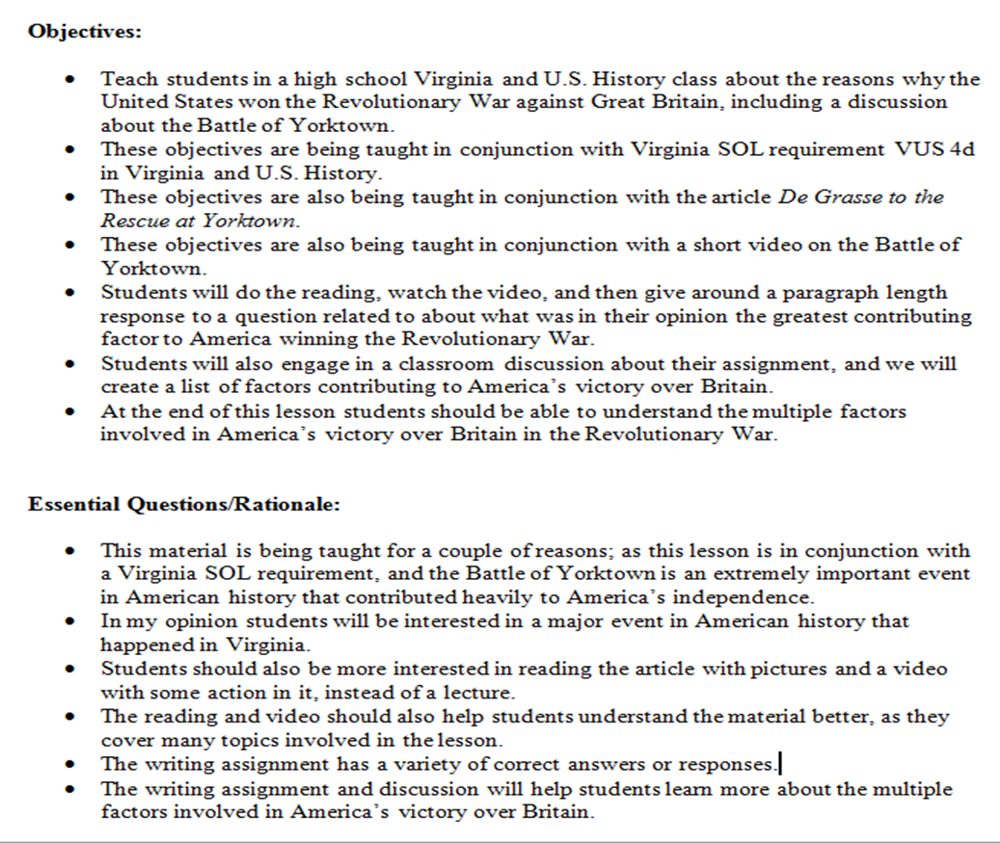 Objectives:
• Teach students in a high school Virginia and U.S. History class about the reasons why the
United States won the Revolutionary War against Great Britain, including a discussion
about the Battle of Yorktown.
• These objectives are being taught in conjunction with Virginia SOL requirement VUS 4d
in Virginia and U.S. History.
• These objectives are also being taught in conjunction with the article De Grasse to the
Rescue at Yorktown.
• These objectives are also being taught in conjunction with a short video on the Battle of
Yorktown.
• Students will do the reading, watch the video, and then give around a paragraph length
response to a question related to about what was in their opinion the greatest contributing
factor to America winning the Revolutionary War.
• Students will also engage in a classroom discussion about their assignment, and we will
create a list of factors contributing to America's victory over Britain.
• At the end of this lesson students should be able to understand the multiple factors
involved in America's victory over Britain in the Revolutionary War.
Essential Questions/Rationale:
• This material is being taught for a couple of reasons; as this lesson is in conjunction with
a Virginia SOL requirement, and the Battle of Yorktown is an extremely important event
in American history that contributed heavily to America's independence.
• In my opinion students will be interested in a major event in American history that
happened in Virginia.
• Students should also be more interested in reading the article with pictures and a video
with some action in it, instead of a lecture.
• The reading and video should also help students understand the material better, as they
cover many topics involved in the lesson.
• The writing assignment has a variety of correct answers or responses.
• The writing assignment and discussion will help students learn more about the multiple
factors involved in America's victory over Britain.